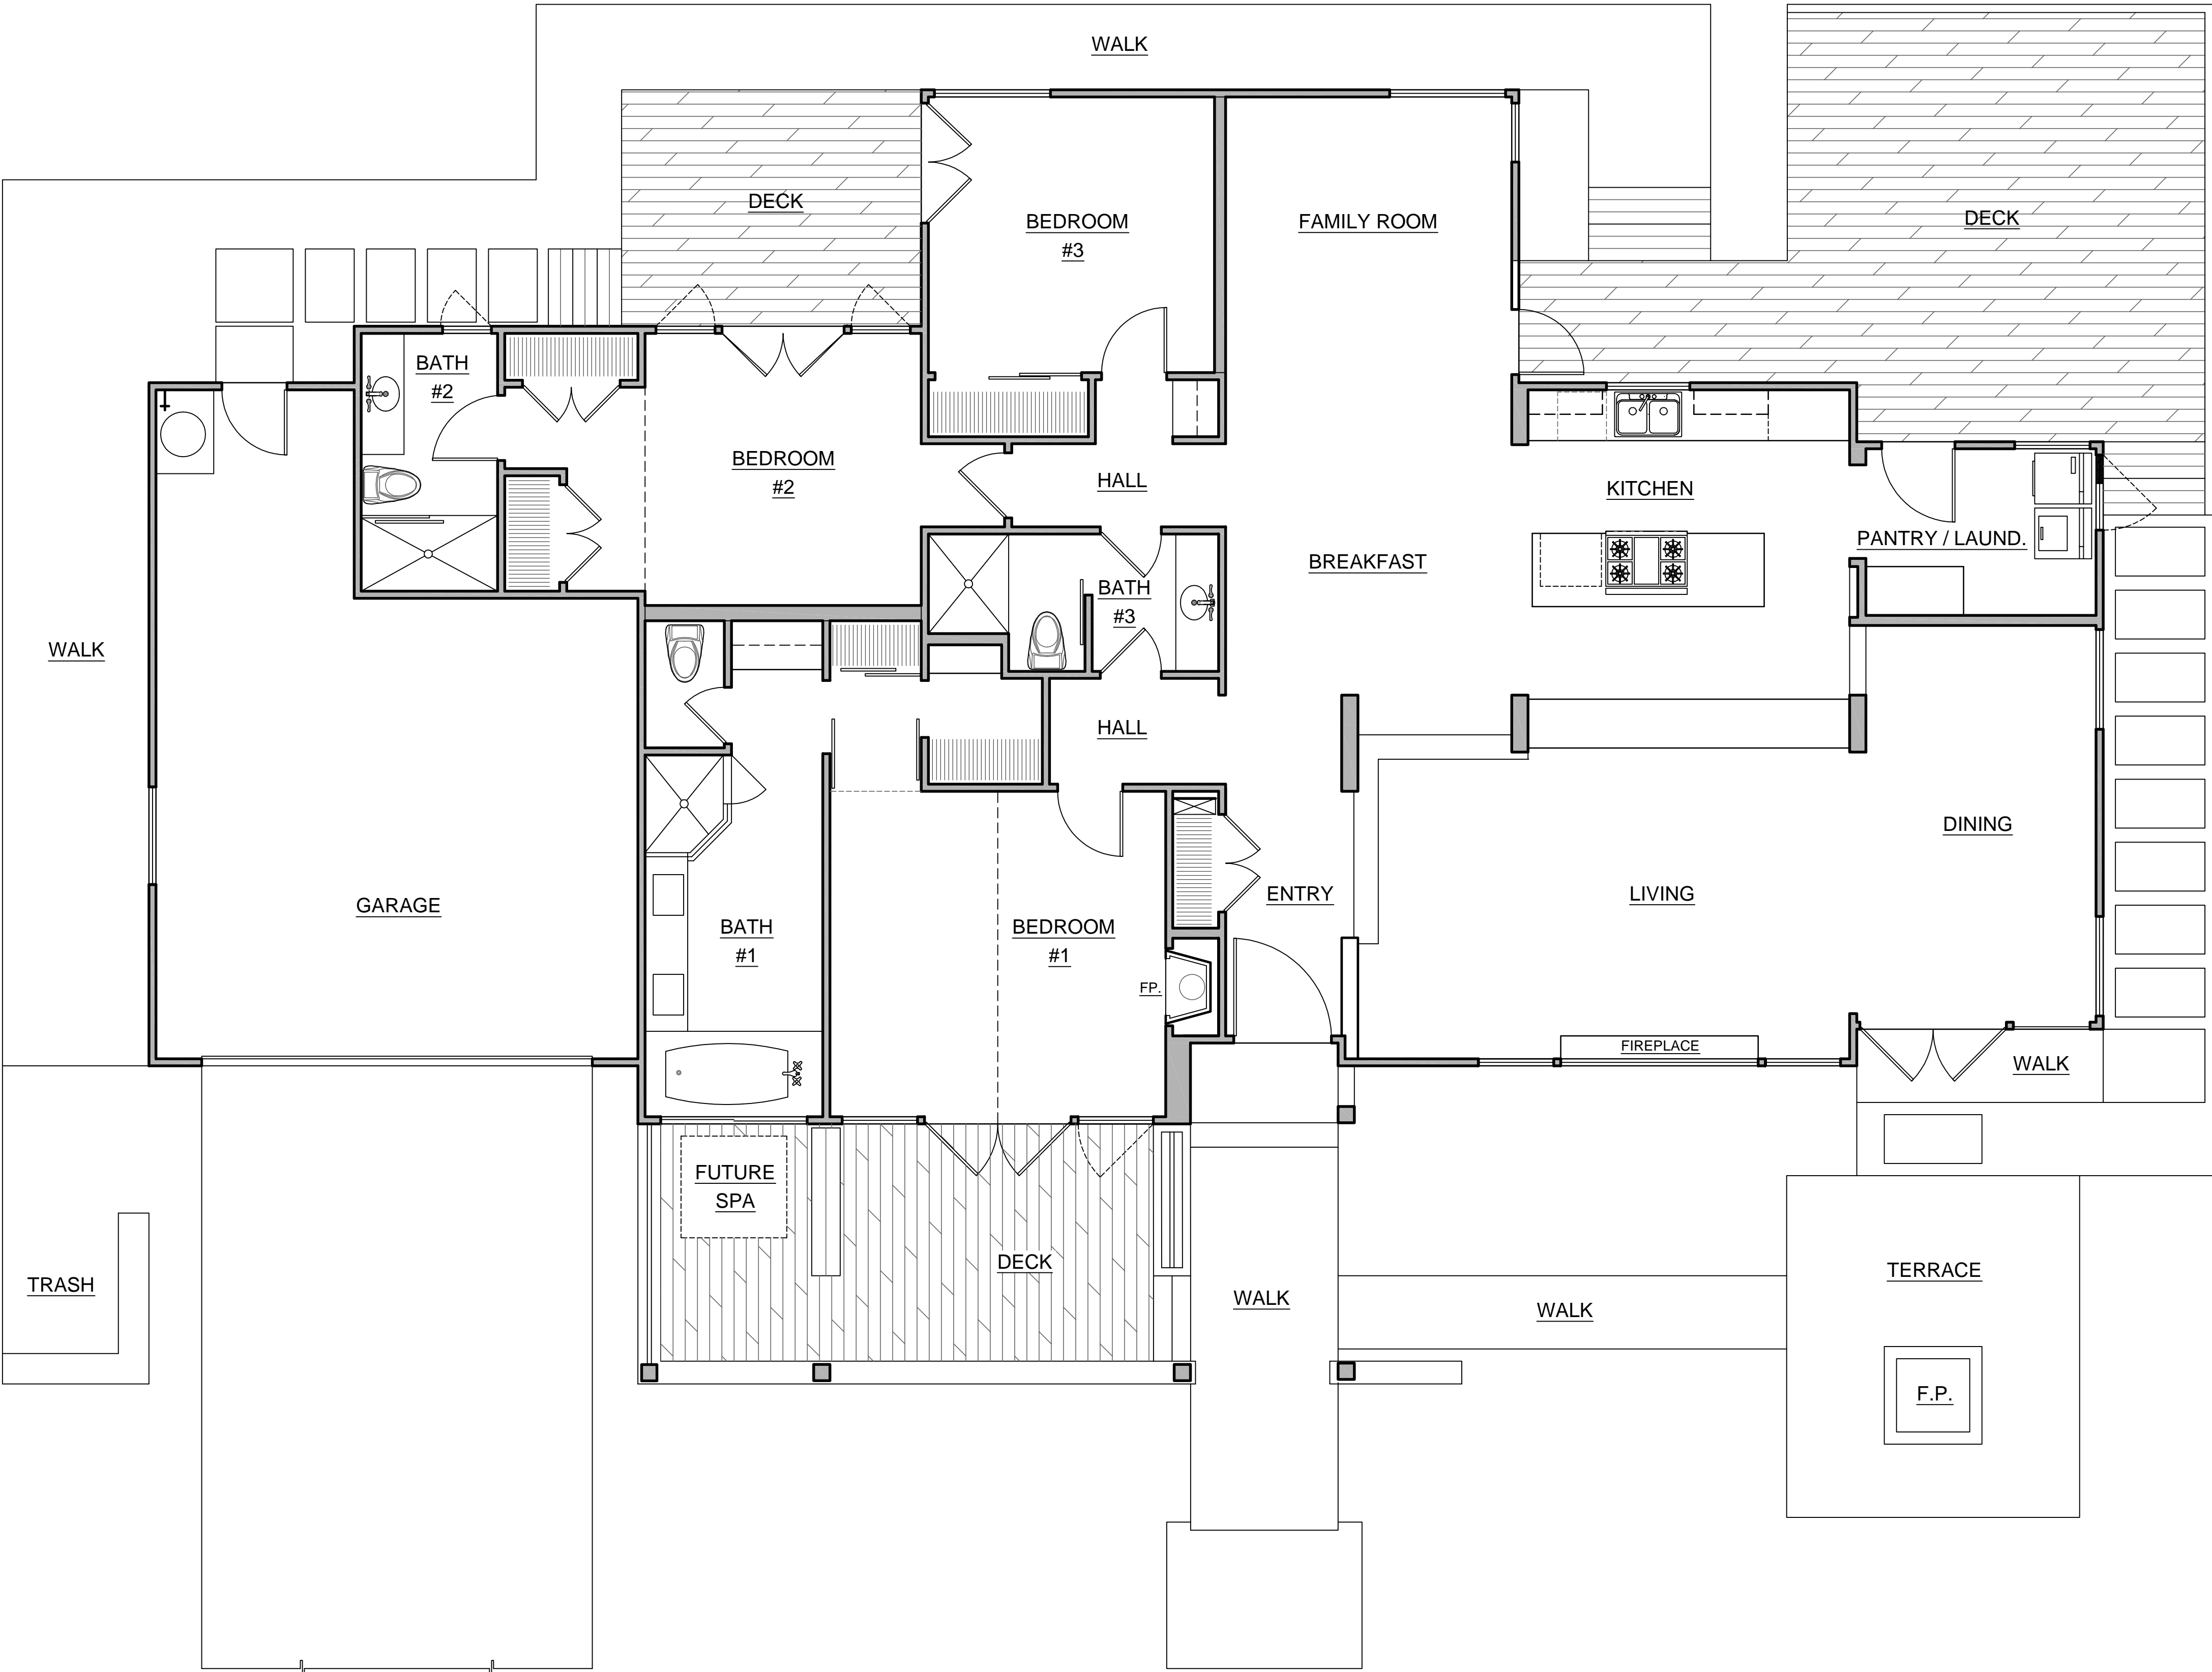 WALK
DECK
BEDROOM
#3
FAMILY ROOM
DECK
BATH
#2
BEDROOM
#2
HALL
KITCHEN
PANTRY / LAUND.
BREAKFAST
BATH
#3
WALK
HALL
DINING
GARAGE
BATH
#1
BEDROOM
#1
ENTRY
LIVING
FP.
FIREPLACE
WALK
FUTURE
SPA
DECK
TRASH
WALK
WALK
TERRACE
F.P.